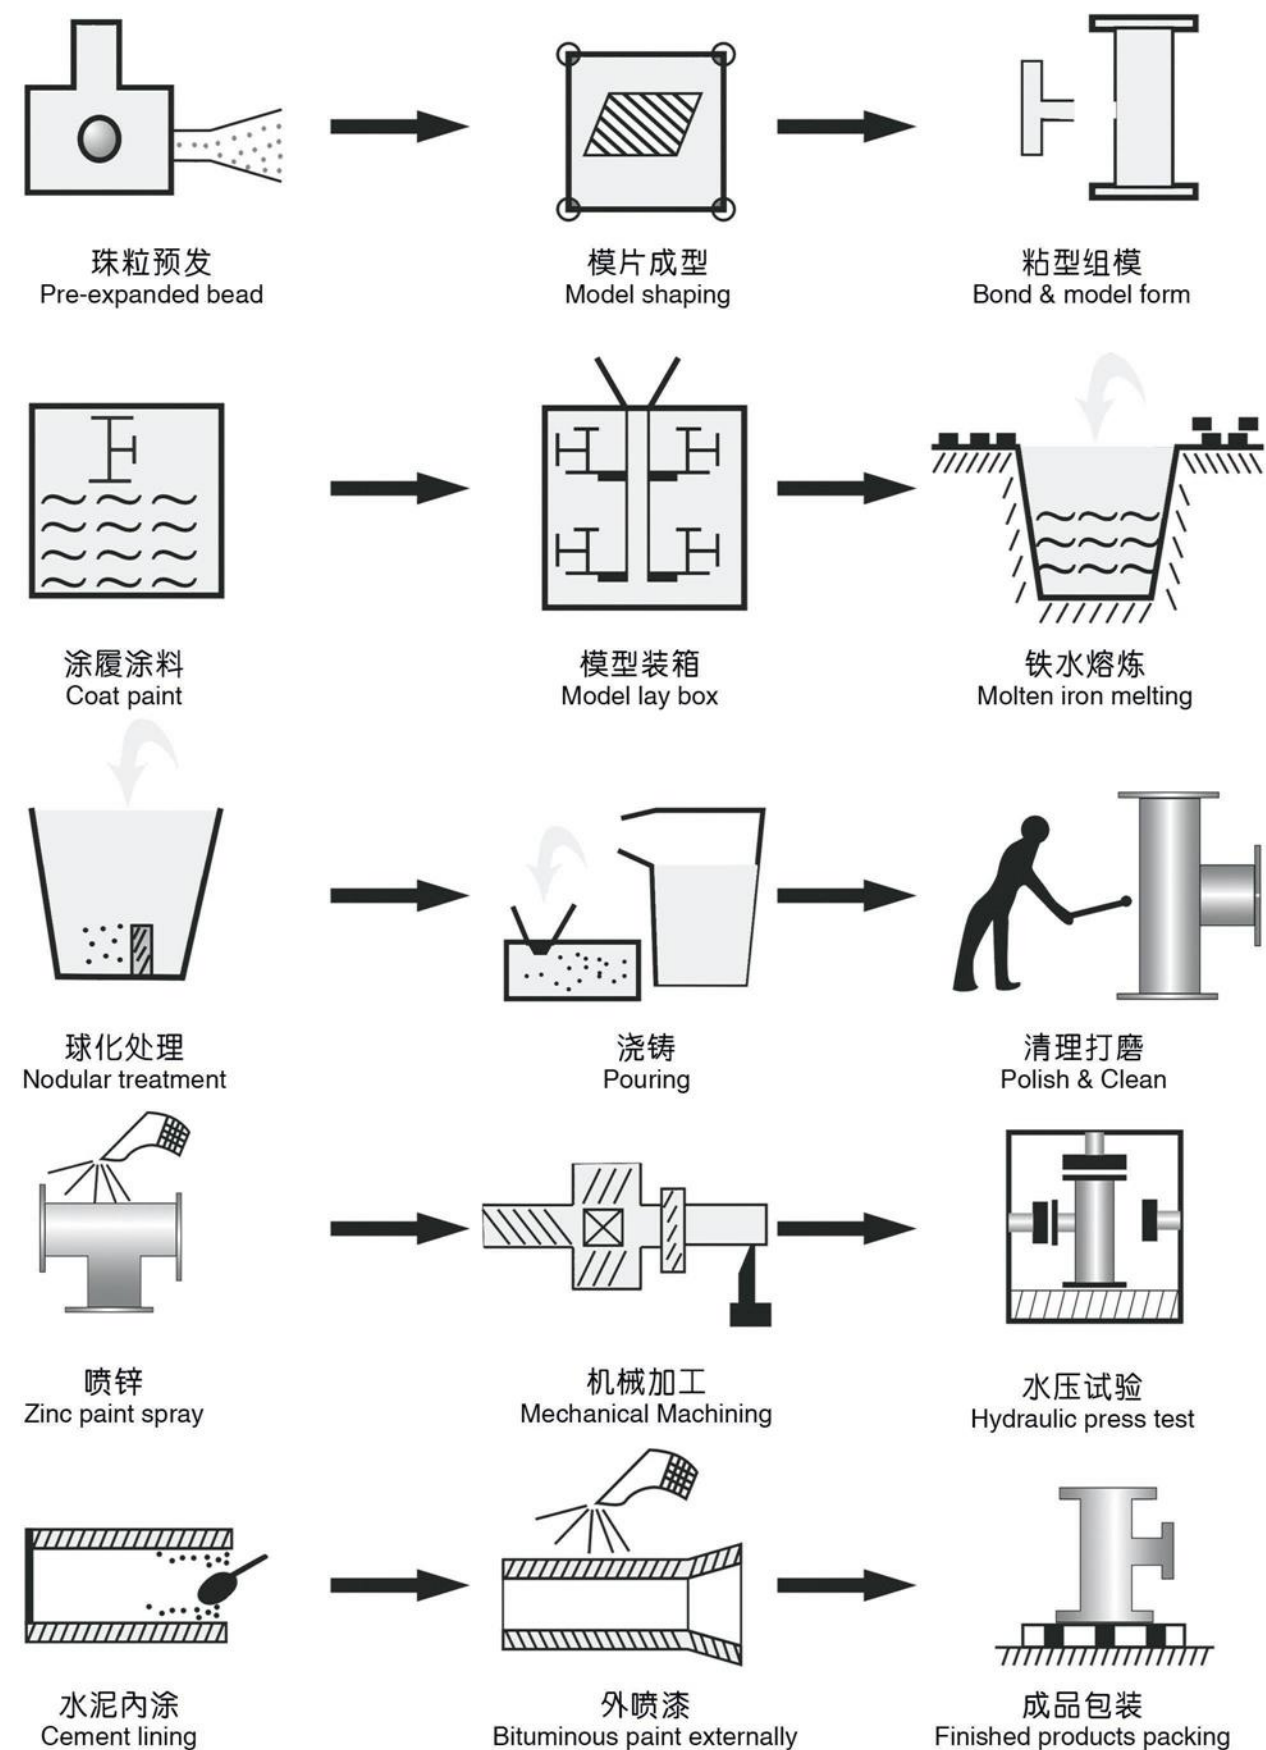 珠粒预发
Pre-expanded bead
模片成型
Model shaping
粘型组模
Bond & model form
涂履涂料
Coat paint
模型装箱
Model lay box
铁水熔炼
Molten iron melting
球化处理
Nodular treatment
浇铸
Pouring
清理打磨
Polish & Clean
喷锌
Zinc paint spray
机械加工
Mechanical Machining
水压试验
Hydraulic press test
水泥内涂
Cement lining
外喷漆
Bituminous paint externally
成品包装
Finished products packing